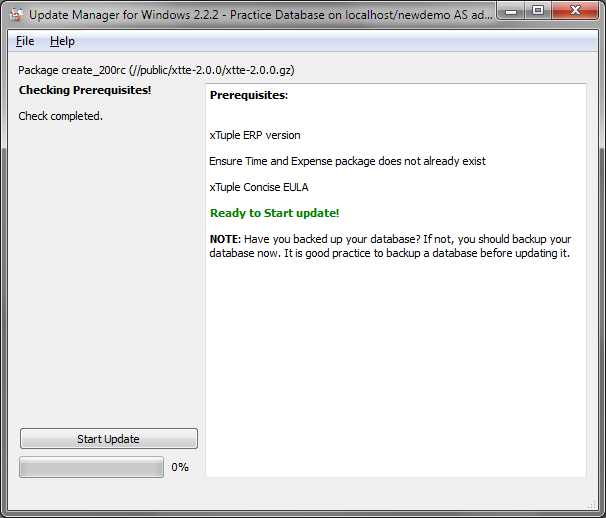 Update Manager for Windows 2.2.2 - Practice Database on localhost/newdemo AS ad...
File Help
Package create_200rc (//public/xtte-2.0.0/xtte-2.0.0.gz)
Checking Prerequisites!
Check completed.
Prerequisites:
xTuple ERP version
Ensure Time and Expense package does not already exist
xTuple Concise EULA
Ready to Start update!
NOTE: Have you backed up your database? If not, you should backup your
database now. It is good practice to backup a database before updating it.
Start Update
0%